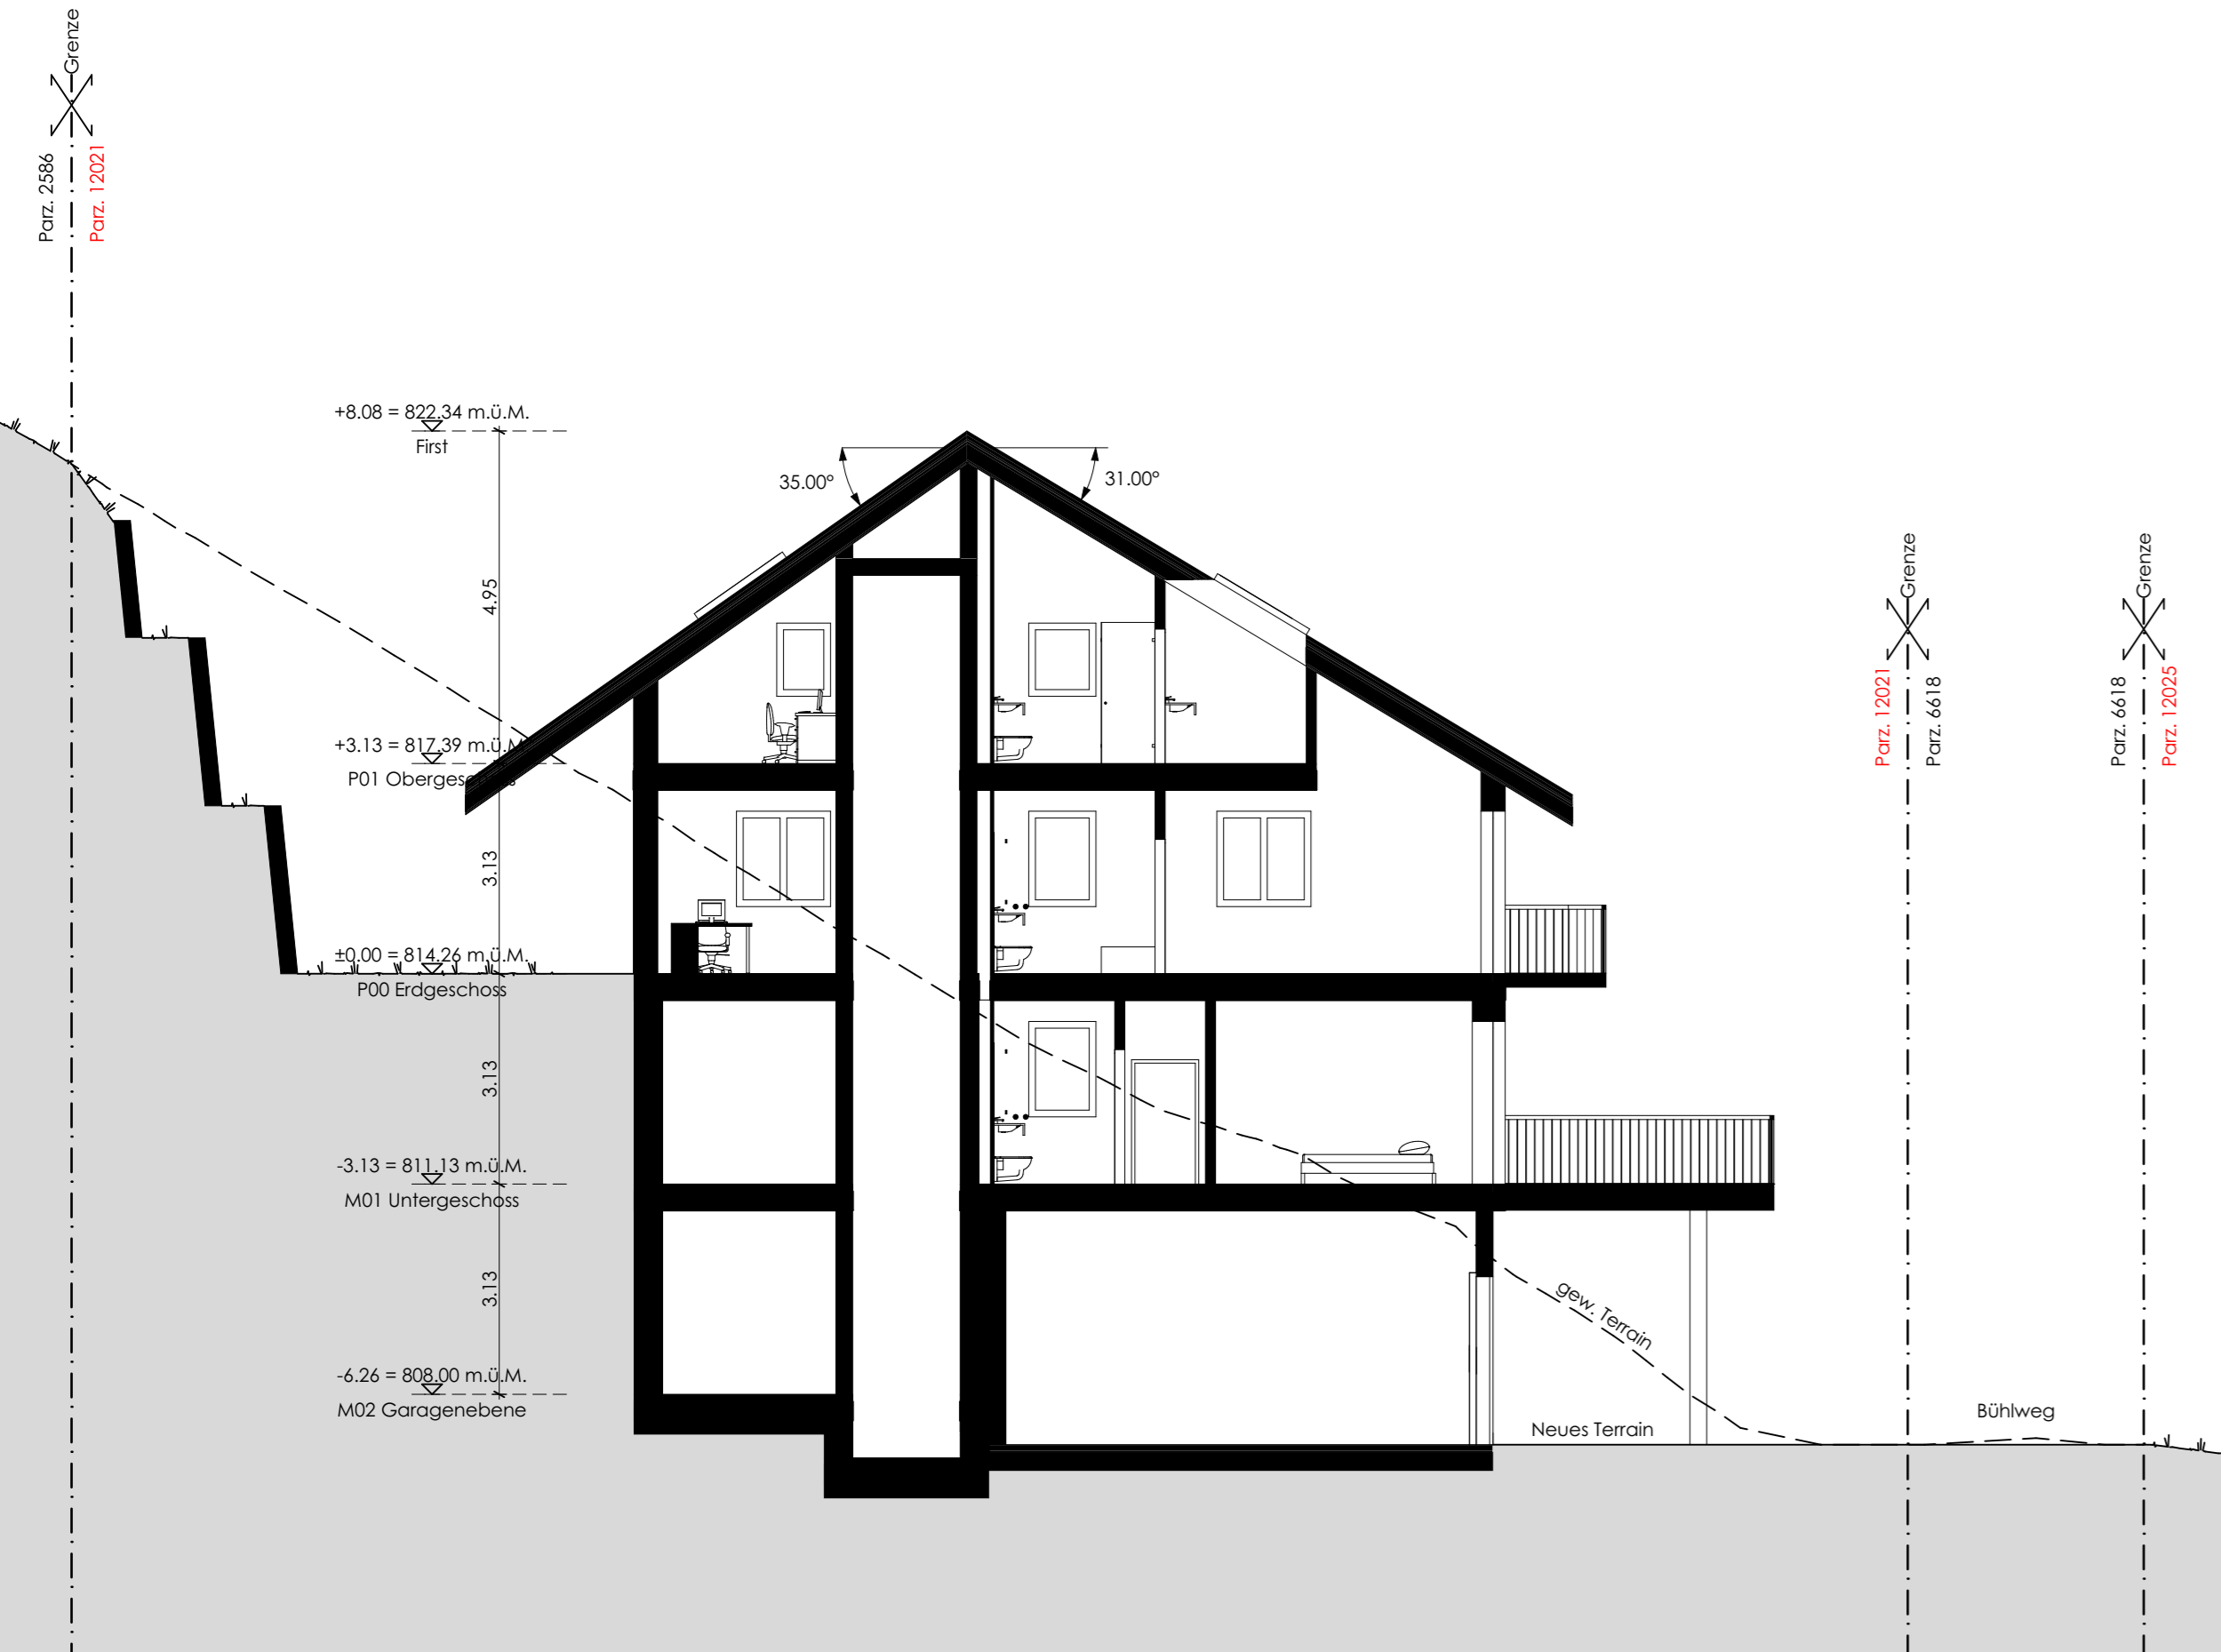 Grenze
Parz. 2586
Parz. 12021
+8.08 = 822.34 m.ü.M.
First
35.00°
31.00°
4.95
Grenze
Parz. 12021
Parz. 6618
Grenze
Parz. 6618
Parz. 12025
+3.13 = 817.39 m.ü.M
P01 Oberges
s
3.13
±0.00 = 814.26 m.ü.M.
P00 Erdgeschoss
3.13
-3.13 = 811.13 m.ü.M.
M01 Untergeschoss
3.13
gew. Terrain
-6.26 = 808.00 m.ü.M.
M02 Garagenebene
Neues Terrain
Bühlweg